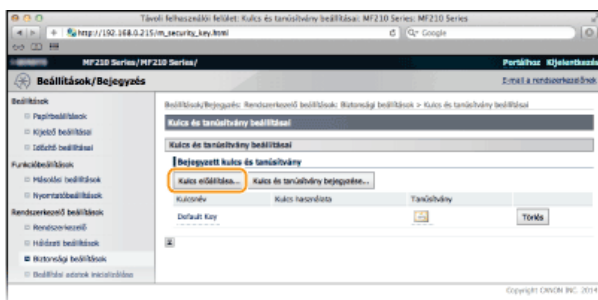 Távoli felhasználói felület: Kulcs és tanúsítvány beállításai: MF210 Series: MF210 Series
http://192.168.0.215/m_security_key.html
Google
MF210 Series/MF210 Series/
Portálhoz Kijelentkezés
Beállítások/Bejegyzés
E-mail a rendszerkezelőnek
Beállítások
Papírbeállítások
Kijelző beállításai
Időzítő beállításai
Funkcióbeállítások
Másolási beállítások
Nyomtatóbeállítások
Rendszerkezelő beállítások
Rendszerkezelő
Hálózati beállítások
Biztonsági beállítások
Beállítási adatok inicializálása
Beállítások/Bejegyzés: Rendszerkezelő beállítások: Biztonsági beállítások > Kulcs és tanúsítvány beállításai
Kulcs és tanúsítvány beállításai
Kulcs és tanúsítvány beállításai
Bejegyzett kulcs és tanúsítvány
Kulcs előállítása... Kulcs és tanúsítvány bejegyzése...
Kulcsnév Kulcs használata Tanúsítvány
Default Key Törlés
Copyright CANON INC. 2014